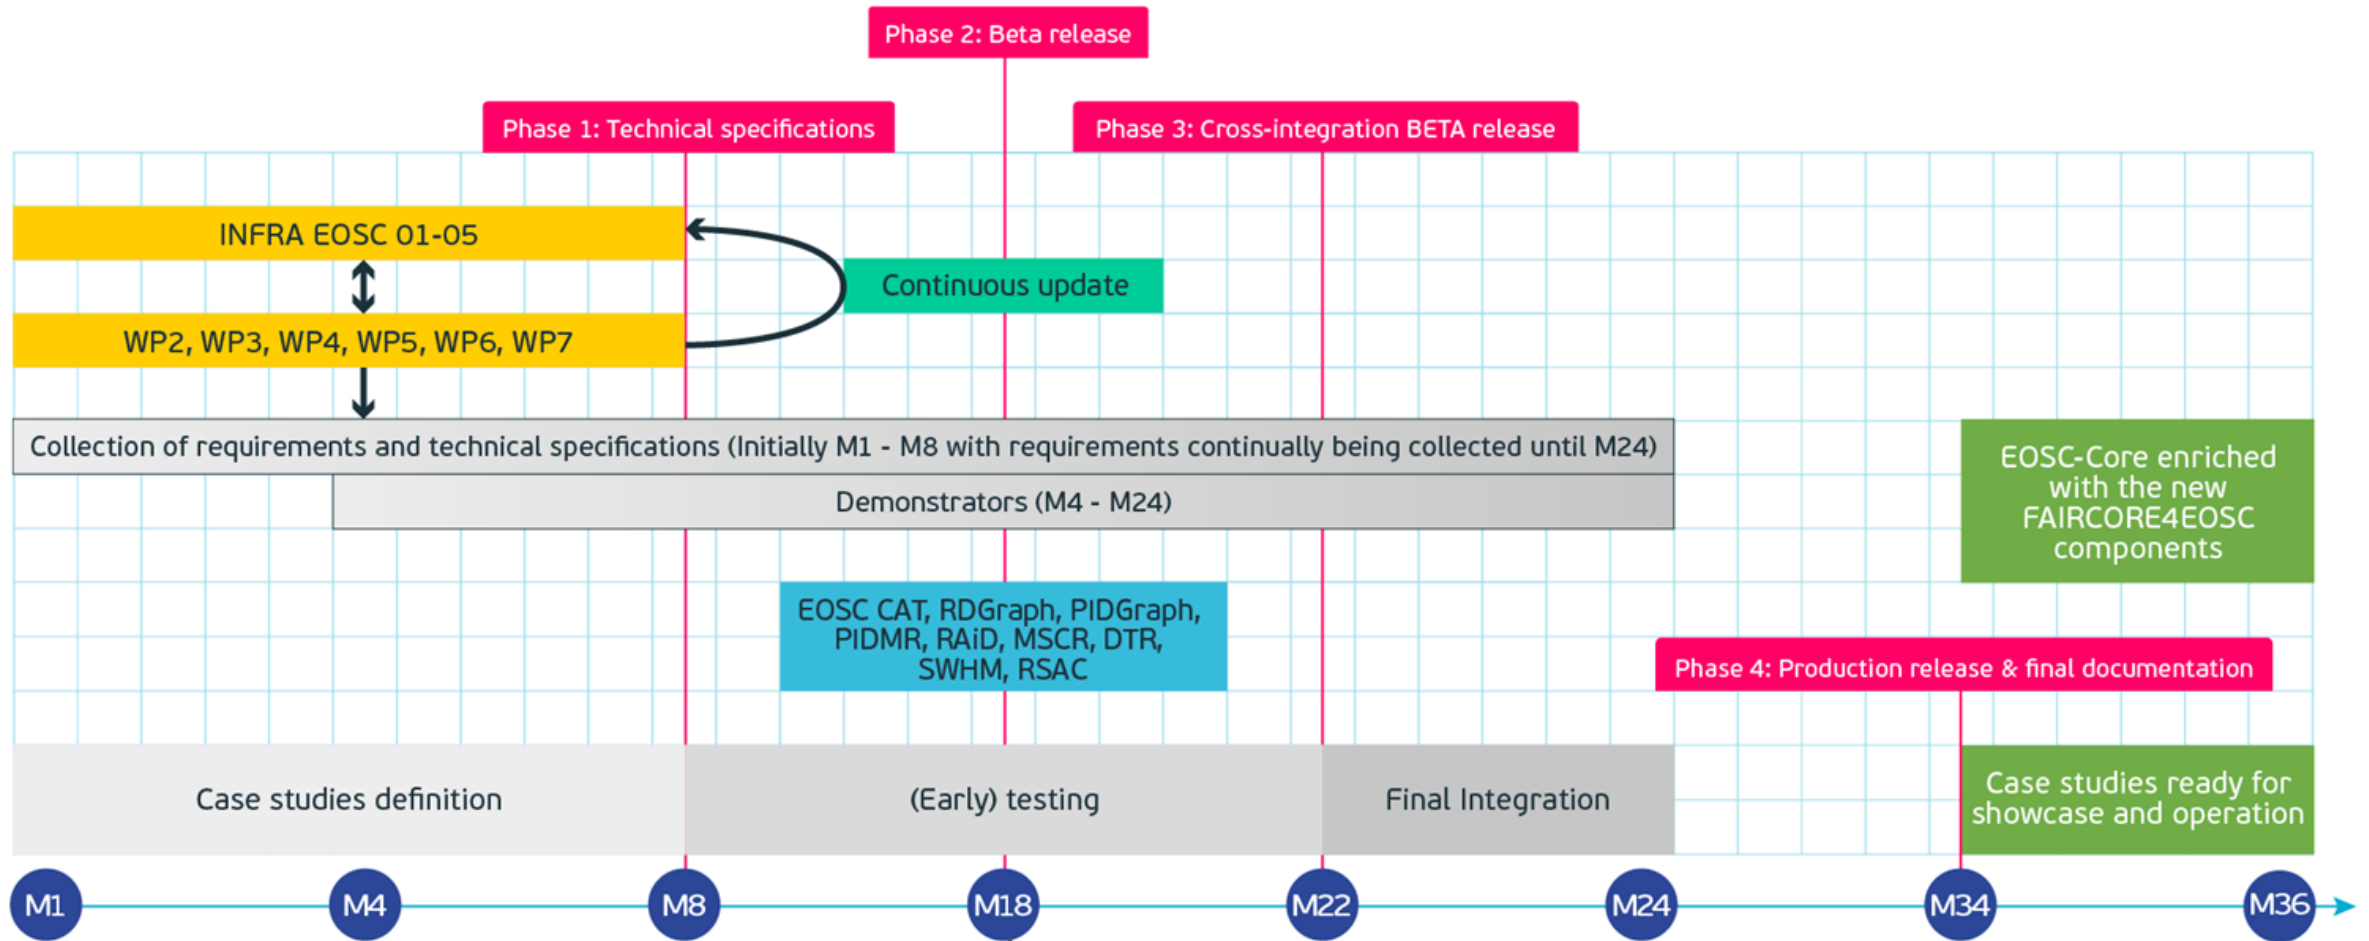 Phase 2: Beta release
Phase 1: Technical specifications
Phase 3: Cross-integration BETA release
INFRA EOSC 01-05
Continuous update
WP2, WP3, WP4, WP5, WP6, WP7
Collection of requirements and technical specifications (Initially M1 - M8 with requirements continually being collected until M24)
EOSC-Core enriched
with the new
FAIRCORE4EOSC
components
Demonstrators (M4 - M24)
EOSC CAT, RDGraph, PIDGraph,
PIDMR, RAiD, MSCR, DTR,
SWHM, RSAC
Phase 4: Production release & final documentation
Case studies definition
(Early) testing
Final Integration
Case studies ready for
showcase and operation
M1
M4
M8
M18
M22
M24
M34
M36